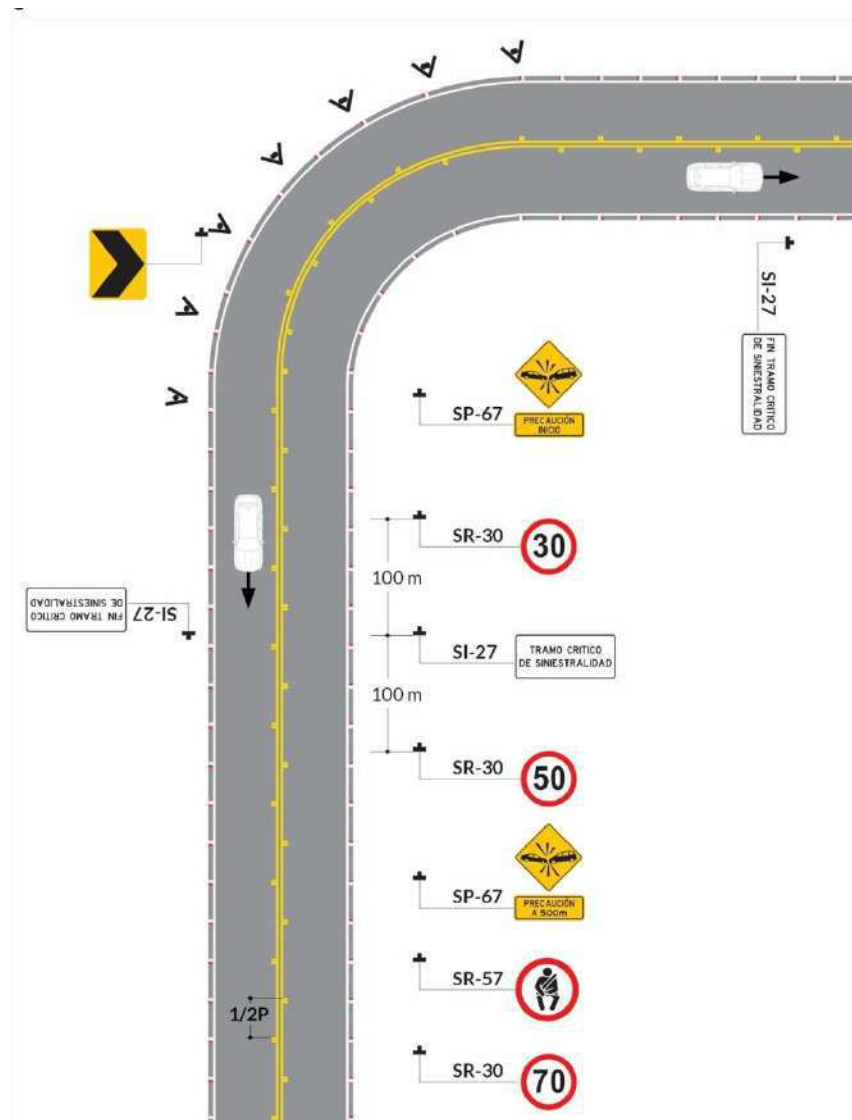 SI-27
FIN TRAMO CRITICO
DE SINIESTRALIDAD
SP-67
PRECAUCIÓN
INICIO
SR-30
30
100 m
SI-27
FIN TRAMO CRITICO
DE SINIESTRALIDAD
SI-27
TRAMO CRITICO
DE SINIESTRALIDAD
100 m
SR-30
50
SP-67
PRECAUCIÓN
A 500m
SR-57
1/2P
SR-30
70